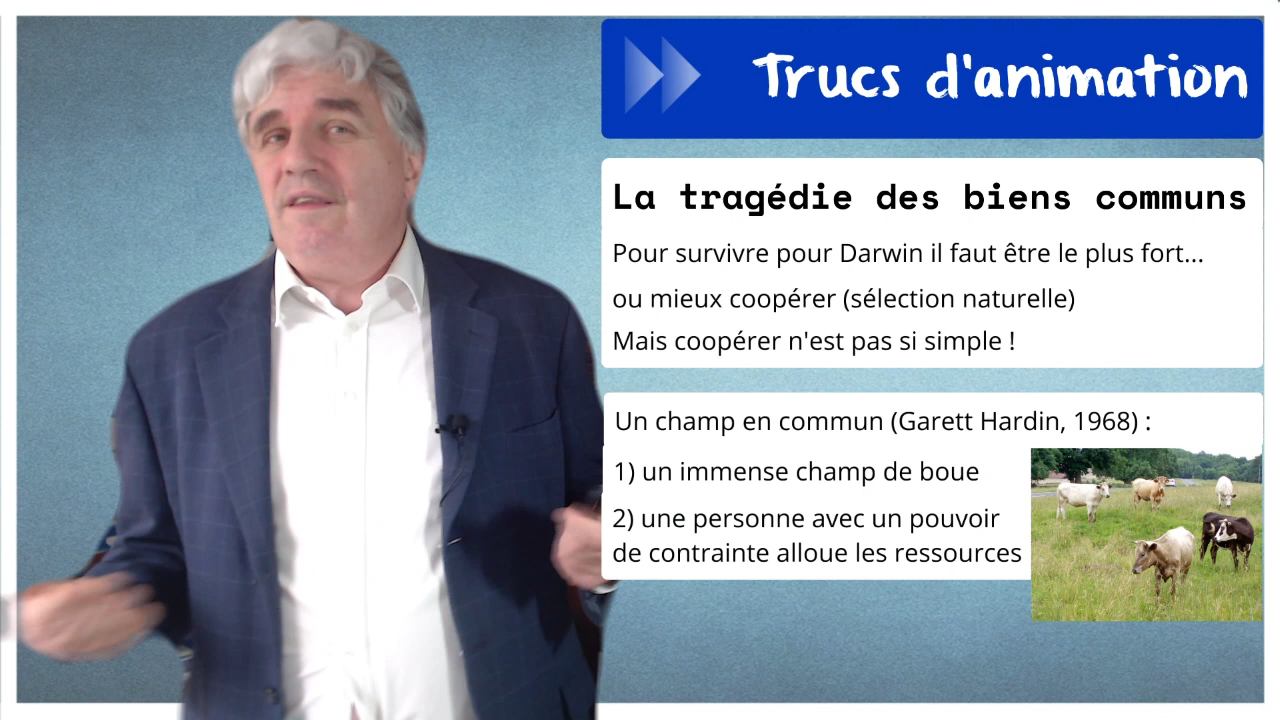 Trucs d'animation
La tragédie des biens communs
Pour survivre pour Darwin il faut être le plus fort...
ou mieux coopérer (sélection naturelle)
Mais coopérer n'est pas si simple !
Un champ en commun (Garett Hardin, 1968) :
1) un immense champ de boue
2) une personne avec un pouvoir
de contrainte alloue les ressources